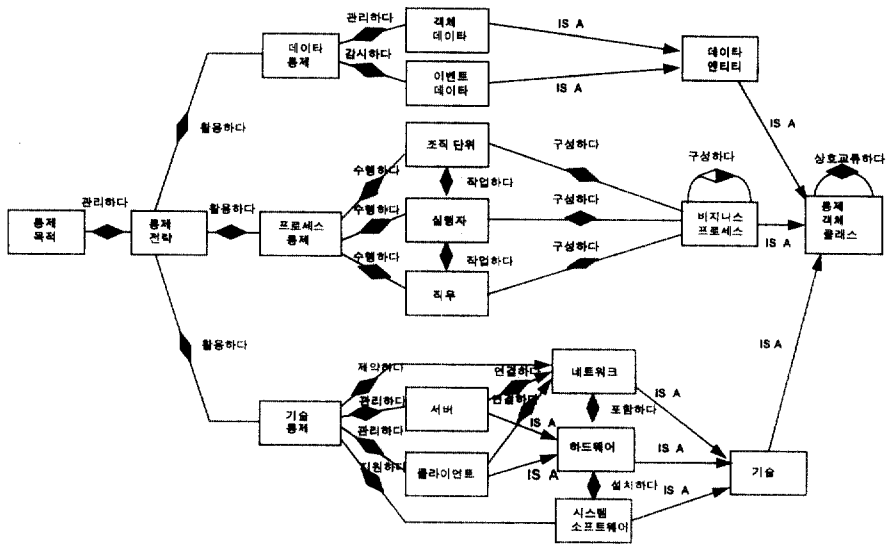 관리하다
객체
데이타
IS A
데이타
통제
감시하다
이벤트
데이타
IS A
데이타
엔티티
활용하다
IS A
조직 단위
구성하다
구성하다
상호교류하다
수행하다
작업하다
관리하다
통제
목적
통제
전략
활용하다
프로세스
통제
수행하다
실행자
구성하다
비지니스
프로세스
IS A
통제
객체
클래스
수행하다
작업하다
구성하다
직무
활용하다
IS A
제약하다
연결하다
네트워크
IS A
관리하다
서버
연결하다
포함하다
기술
통제
IS A
관리하다
하드웨어
IS A
지원하다
클라이언트
IS A
기술
설치하다
IS A
시스템
소프트웨어